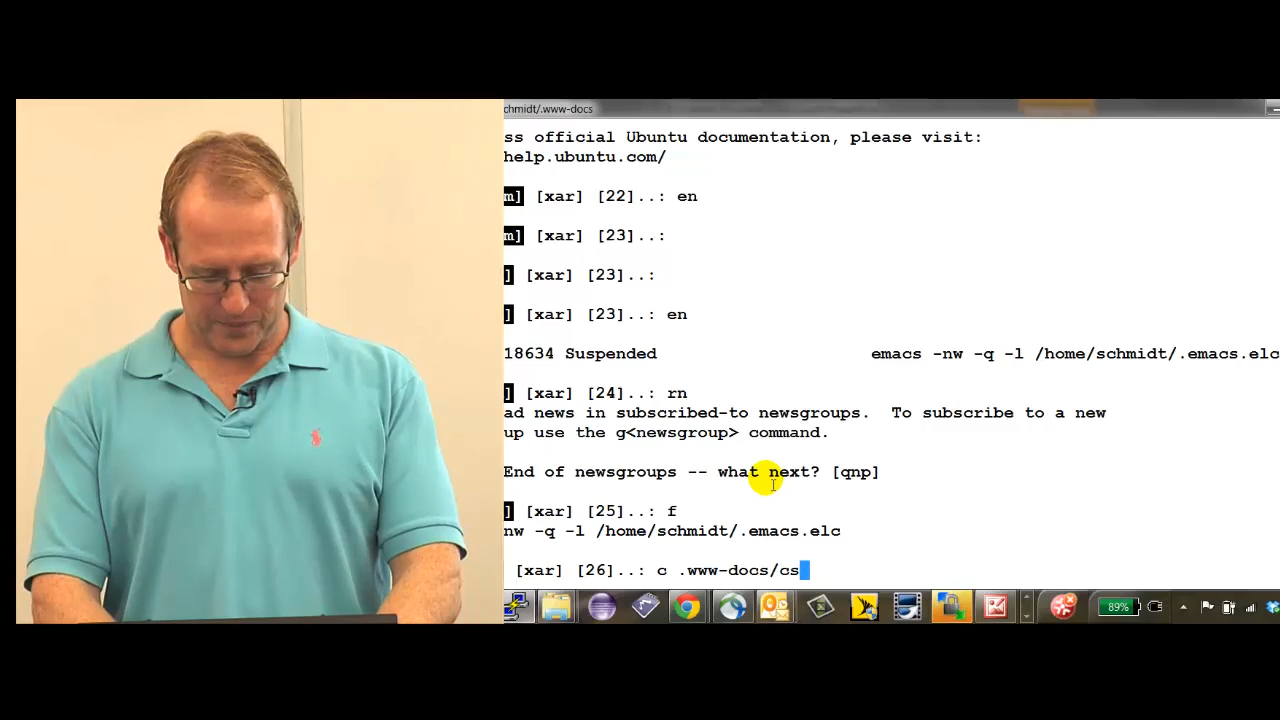 chmidt/.www-docs
ss official Ubuntu documentation, please visit:
help.ubuntu.com/
m] [xar] [22]..: en
m] [xar] [23]..:
] [xar] [23]..:
] [xar] [23]..: en
18634 Suspended emacs -nw -q -l /home/schmidt/.emacs.elc
] [xar] [24]..: rn
ad news in subscribed-to newsgroups. To subscribe to a new
up use the g<newsgroup> command.
End of newsgroups -- what next? [qnp]
] [xar] [25]..: f
nw -q -l /home/schmidt/.emacs.elc
[xar] [26]..: c .www-docs/cs
89%